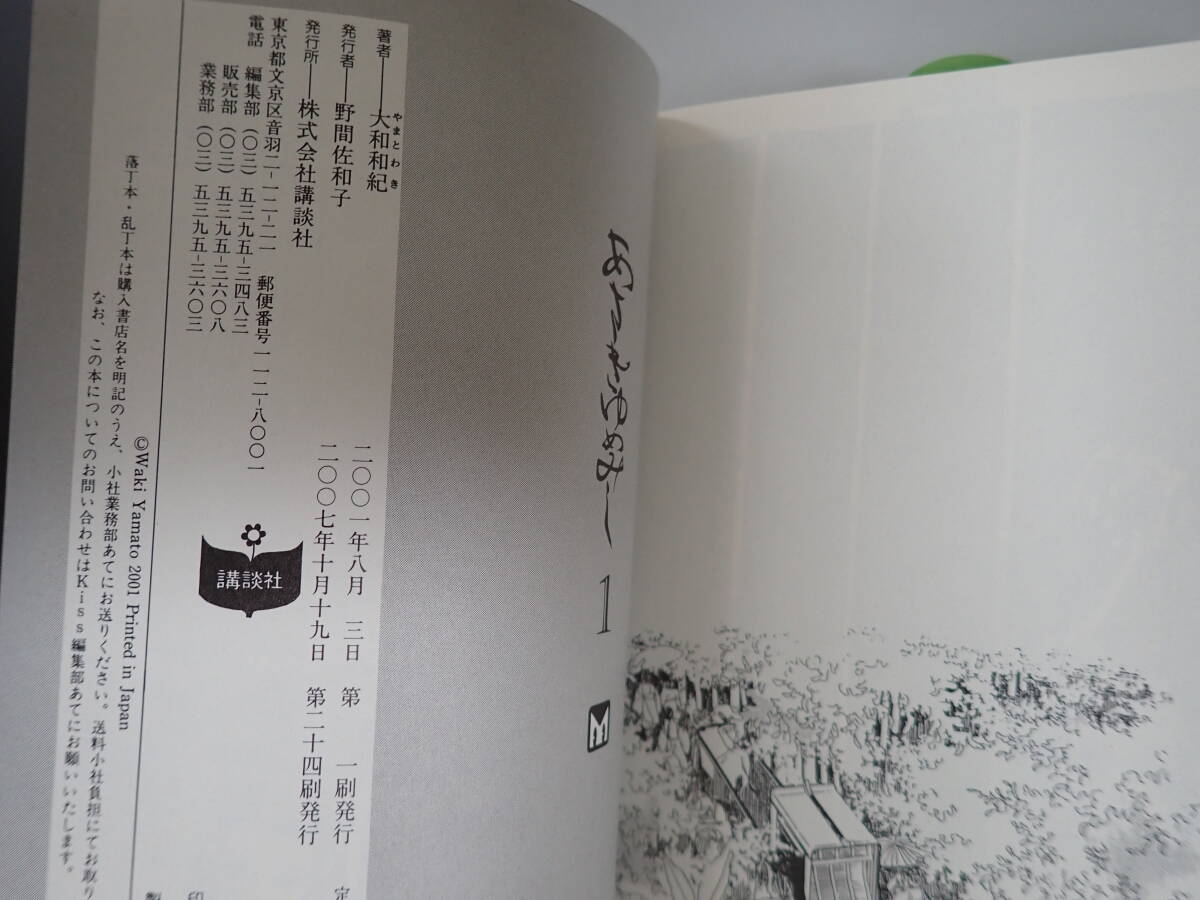 あさきゆめみし 1
M
二〇〇一年八月 三日 第 一刷発行
二〇〇七年十月十九日 第二十四刷発行
定
著者――大和和紀
やまとわき
発行者――野間佐和子
発行所――株式会社講談社
東京都文京区音羽二-一二-二一 郵便番号一一二-八〇〇一
電話 編集部(〇三)五三九五-三四八三
販売部(〇三)五三九五-三六〇八
業務部(〇三)五三九五-三六〇三
講談社
印
製
©Waki Yamato 2001 Printed in Japan
落丁本・乱丁本は購入書店名を明記のうえ、小社業務部あてにお送りください。送料小社負担にてお取り
なお、この本についてのお問い合わせはKiss編集部あてにお願いいたします。